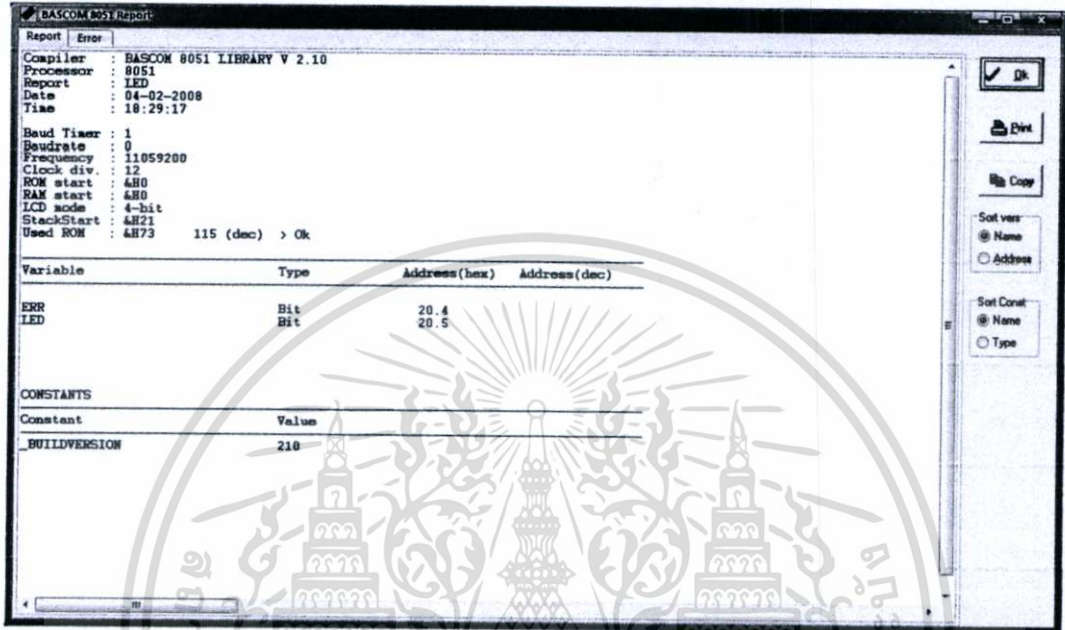 BASCOM 8051 Report
Report Error
Compiler : BASCOM 8051 LIBRARY V 2.10
Processor : 8051
Report : LED
Date : 04-02-2008
Time : 18:29:17
Baud Timer : 1
Baudrate : 0
Frequency : 11059200
Clock div. : 12
ROM start : &H0
RAM start : &H0
LCD mode : 4-bit
StackStart : &H21
Used ROM : &H73 115 (dec) > Ok
Variable Type Address(hex) Address(dec)
ERR Bit 20.4
LED Bit 20.5
CONSTANTS
Constant Value
_BUILDVERSION 210
Ok
Print
Copy
Sort vars
Name
Address
Sort Const
Name
Type